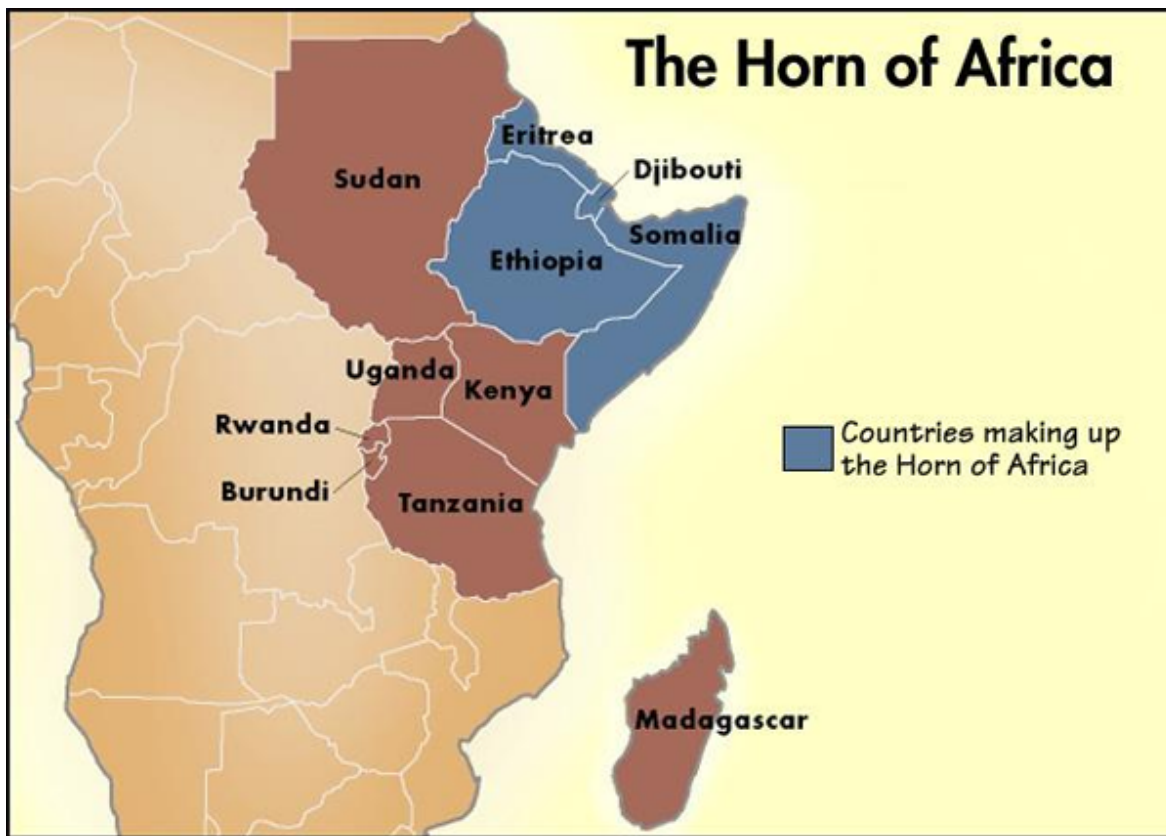 The Horn of Africa
Eritrea
Djibouti
Sudan
Somalia
Ethiopia
Uganda
Kenya
Rwanda
Countries making up
the Horn of Africa
Burundi
Tanzania
Madagascar